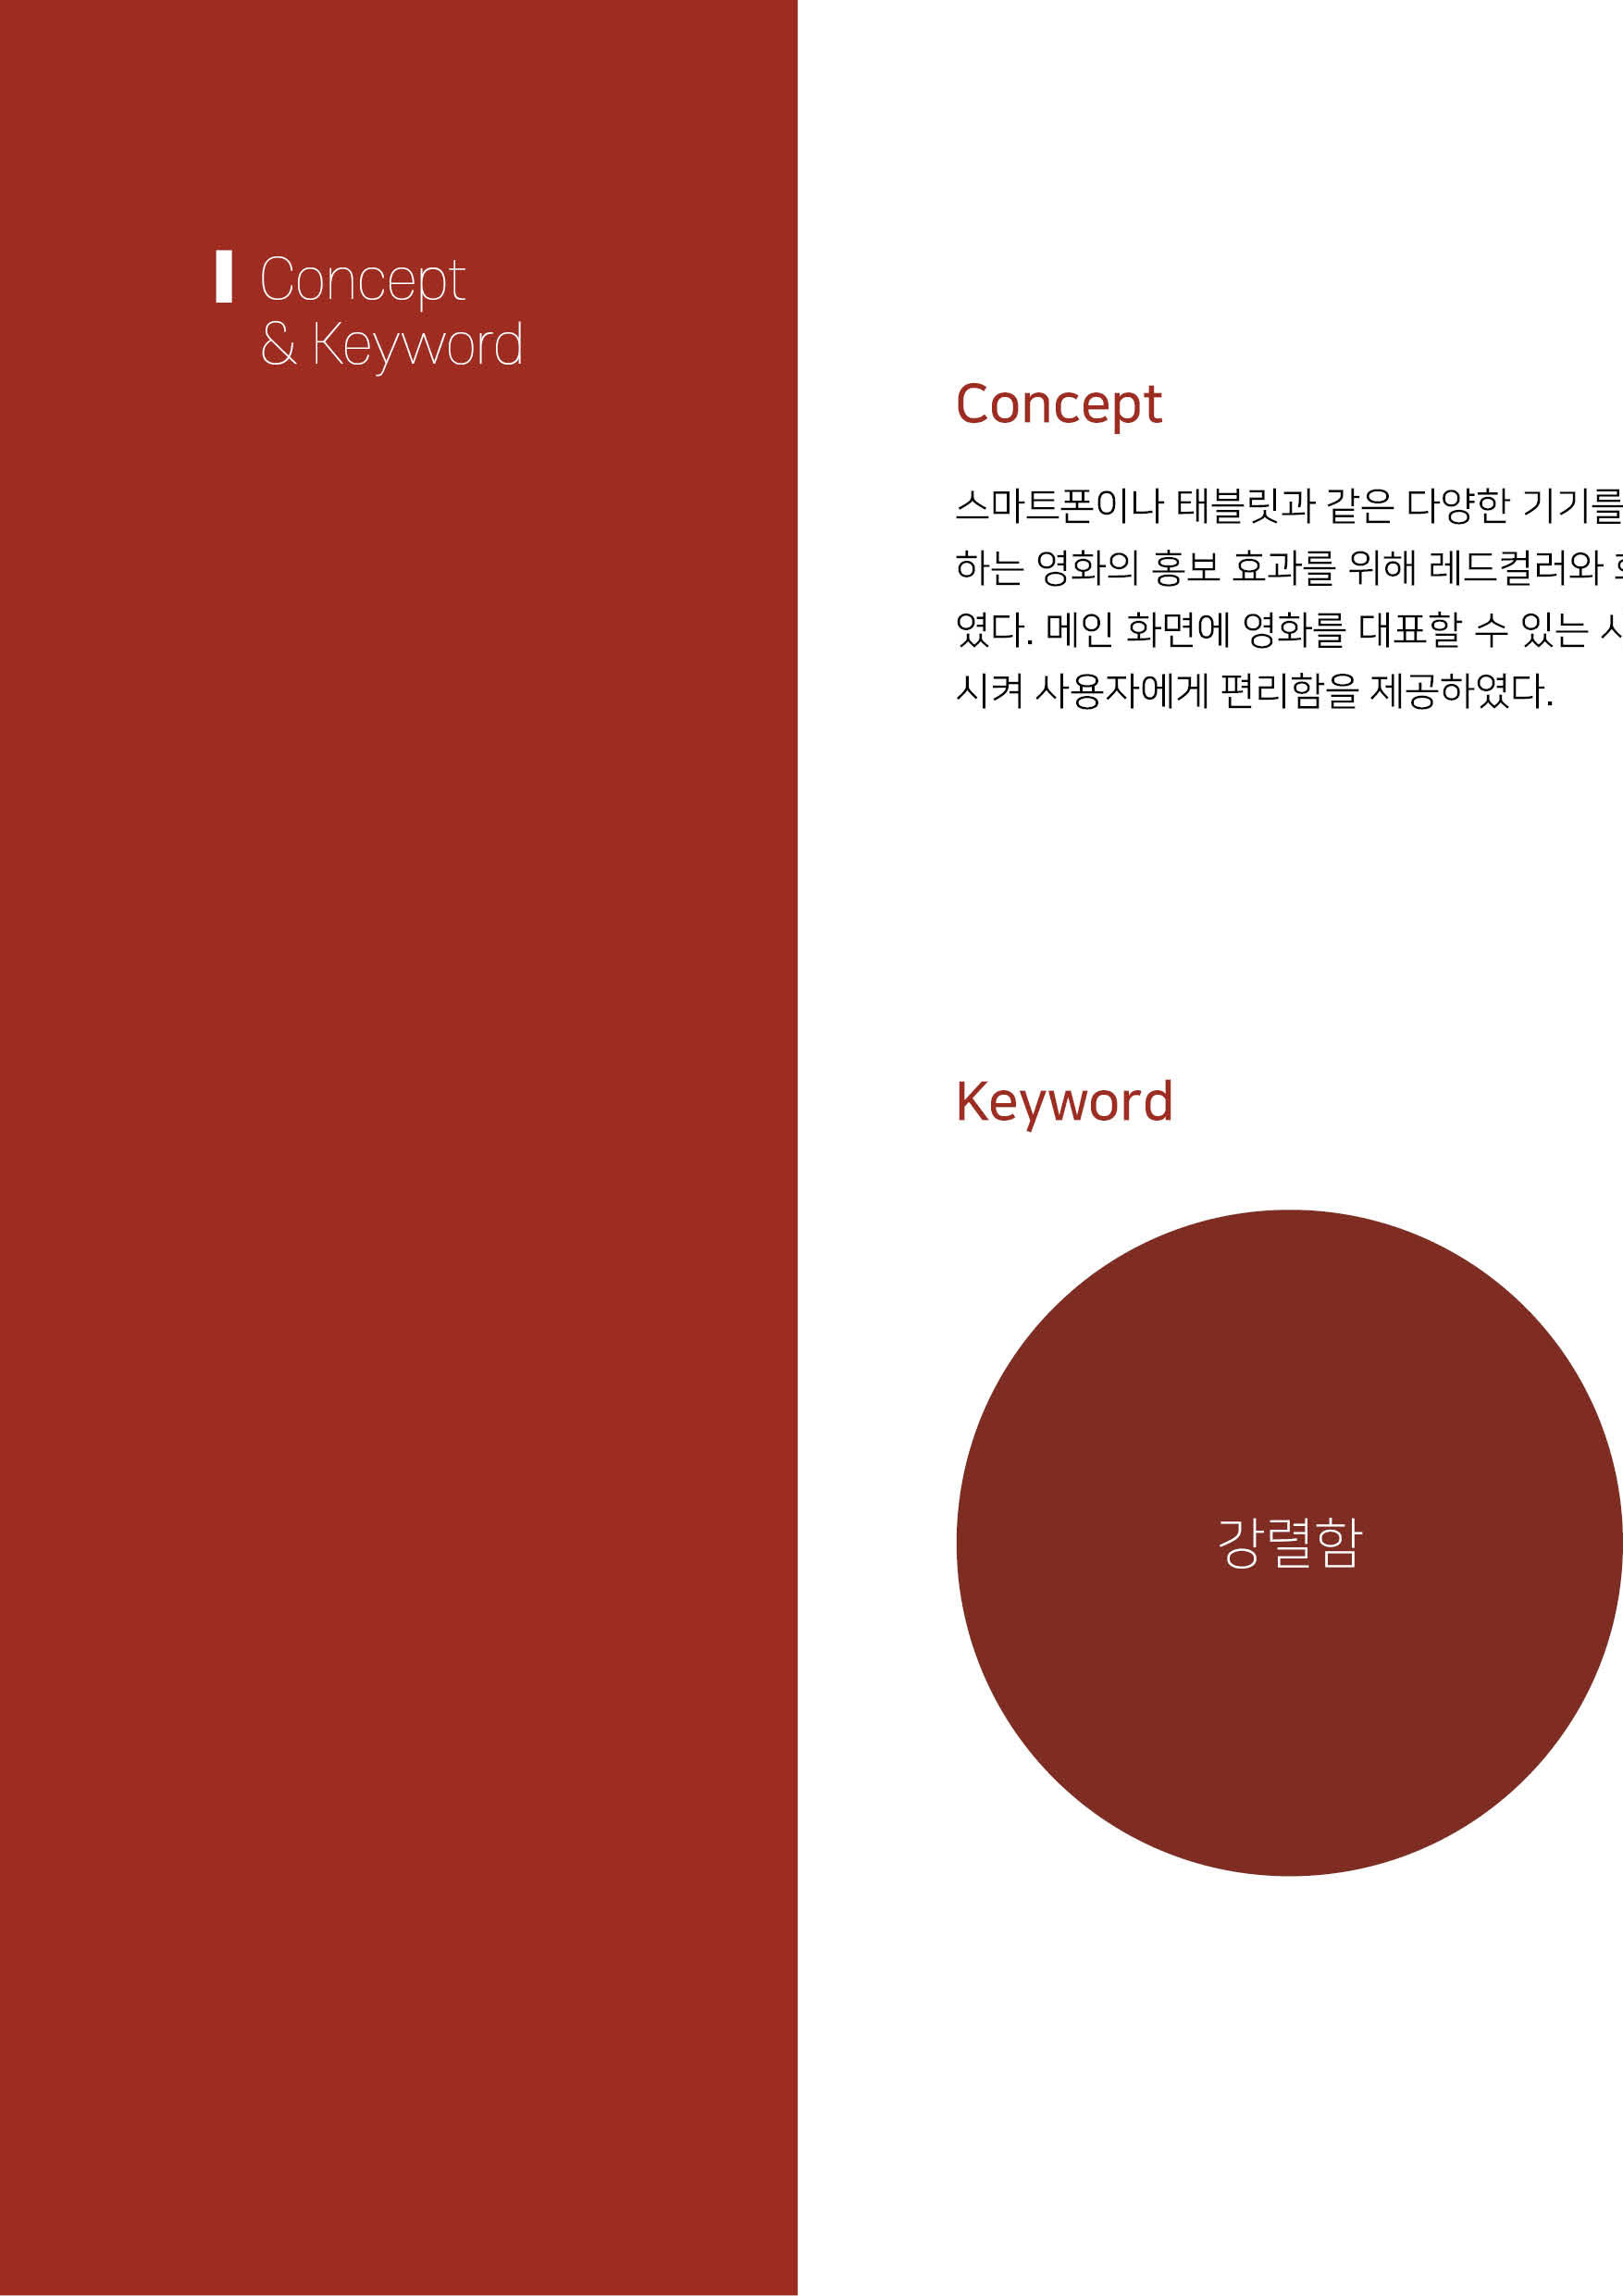 Concept
& Keyword
Concept
스마트폰이나 태블릿과 같은 다양한 기기를
하는 영화의 홍보 효과를 위해 레드컬러와
였다. 메인 화면에 영화를 대표할 수 있는
시켜 사용자에게 편리함을 제공하였다.
Keyword
강렬함